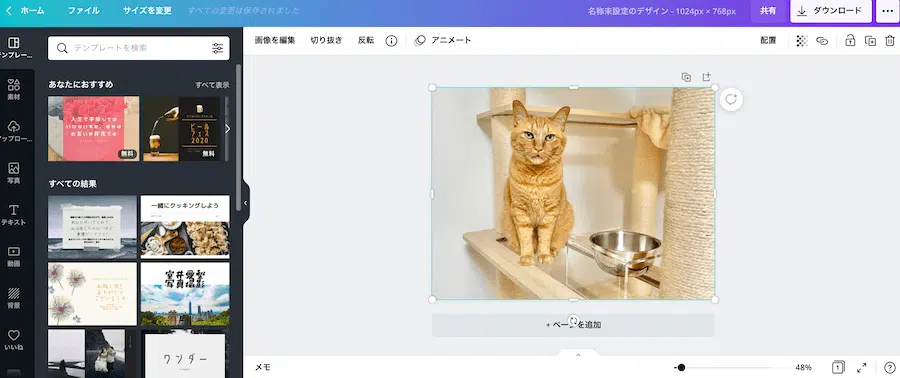 ホーム
ファイル
サイズを変更
すべての変更は保存されました
名称未設定のデザイン - 1024px × 768px
共有
ダウンロード
テンプレートを検索
画像を編集
切り抜き
反転
アニメート
配置
テンプレー...
素材
アップロー...
写真
テキスト
動画
背景
いいね
あなたにおすすめ
すべて表示
無料
ビール
フェス
2020
無料
すべての結果
一緒にクッキングしよう
ワンダー
+ ページを追加
メモ
48%
1